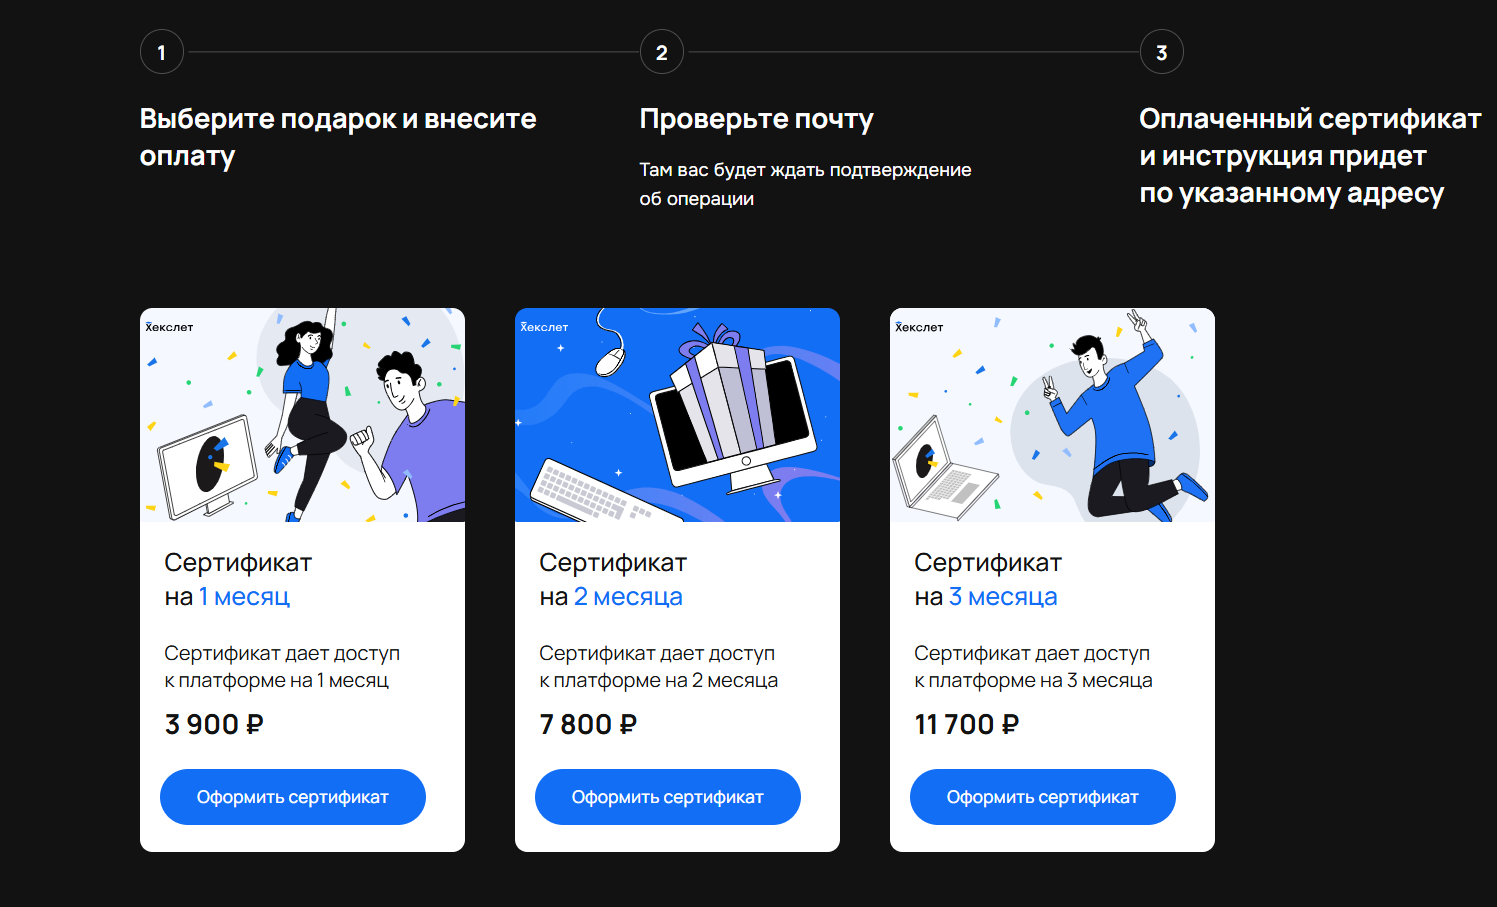 1
2
3
Выберите подарок и внесите
оплату
Проверьте почту
Там вас будет ждать подтверждение
об операции
Оплаченный сертификат
и инструкция придет
по указанному адресу
Хекслет
Сертификат
на 1 месяц
Сертификат дает доступ
к платформе на 1 месяц
3 900 ₽
Оформить сертификат
Хекслет
Сертификат
на 2 месяца
Сертификат дает доступ
к платформе на 2 месяца
7 800 ₽
Оформить сертификат
Хекслет
Сертификат
на 3 месяца
Сертификат дает доступ
к платформе на 3 месяца
11 700 ₽
Оформить сертификат